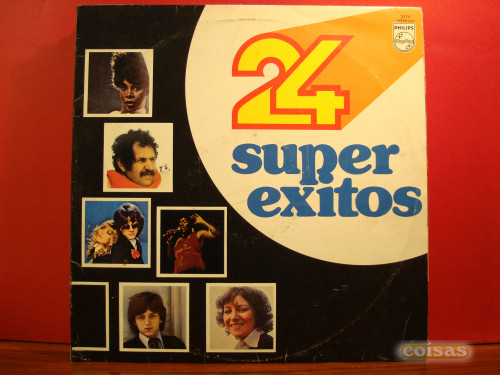 PHILIPS
24
super
exitos
coisas